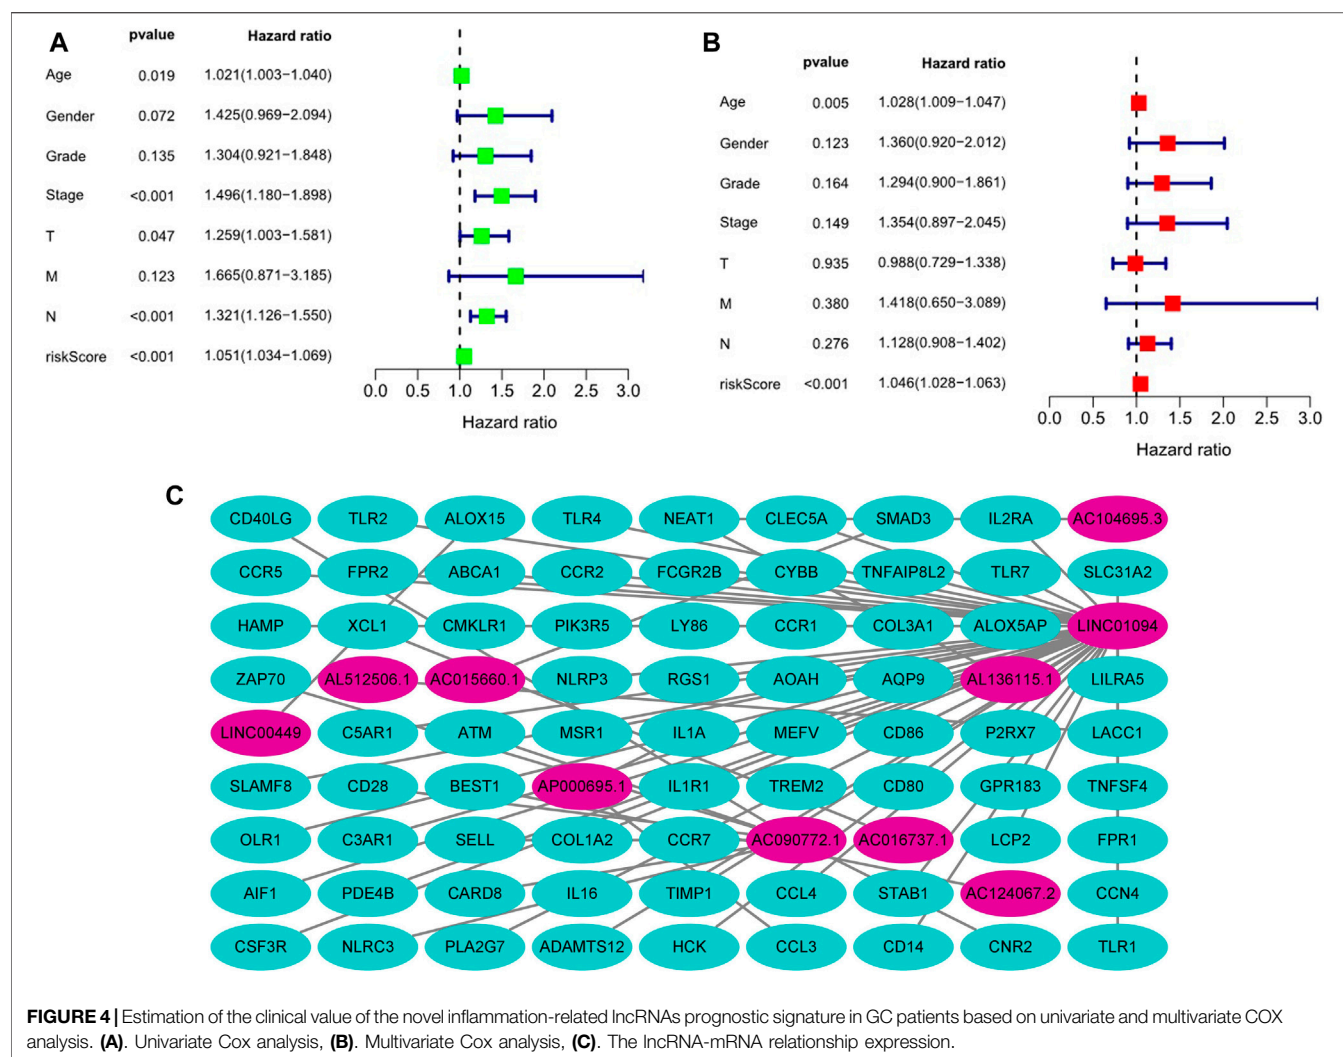 A
pvalue Hazard ratio
Age 0.019 1.021(1.003−1.040)
Gender 0.072 1.425(0.969−2.094)
Grade 0.135 1.304(0.921−1.848)
Stage <0.001 1.496(1.180−1.898)
T 0.047 1.259(1.003−1.581)
M 0.123 1.665(0.871−3.185)
N <0.001 1.321(1.126−1.550)
riskScore <0.001 1.051(1.034−1.069)
0.0 0.5 1.0 1.5 2.0 2.5 3.0
Hazard ratio
B
pvalue Hazard ratio
Age 0.005 1.028(1.009−1.047)
Gender 0.123 1.360(0.920−2.012)
Grade 0.164 1.294(0.900−1.861)
Stage 0.149 1.354(0.897−2.045)
T 0.935 0.988(0.729−1.338)
M 0.380 1.418(0.650−3.089)
N 0.276 1.128(0.908−1.402)
riskScore <0.001 1.046(1.028−1.063)
0.0 0.5 1.0 1.5 2.0 2.5 3.0
Hazard ratio
C
CD40LG TLR2 ALOX15 TLR4 NEAT1 CLEC5A SMAD3 IL2RA AC104695.3
CCR5 FPR2 ABCA1 CCR2 FCGR2B CYBB TNFAIP8L2 TLR7 SLC31A2
HAMP XCL1 CMKLR1 PIK3R5 LY86 CCR1 COL3A1 ALOX5AP LINC01094
ZAP70 AL512506.1 AC015660.1 NLRP3 RGS1 AOAH AQP9 AL136115.1 LILRA5
LINC00449 C5AR1 ATM MSR1 IL1A MEFV CD86 P2RX7 LACC1
SLAMF8 CD28 BEST1 AP000695.1 IL1R1 TREM2 CD80 GPR183 TNFSF4
OLR1 C3AR1 SELL COL1A2 CCR7 AC090772.1 AC016737.1 LCP2 FPR1
AIF1 PDE4B CARD8 IL16 TIMP1 CCL4 STAB1 AC124067.2 CCN4
CSF3R NLRC3 PLA2G7 ADAMTS12 HCK CCL3 CD14 CNR2 TLR1
FIGURE 4 | Estimation of the clinical value of the novel inflammation-related lncRNAs prognostic signature in GC patients based on univariate and multivariate COX
analysis. (A). Univariate Cox analysis, (B). Multivariate Cox analysis, (C). The lncRNA-mRNA relationship expression.